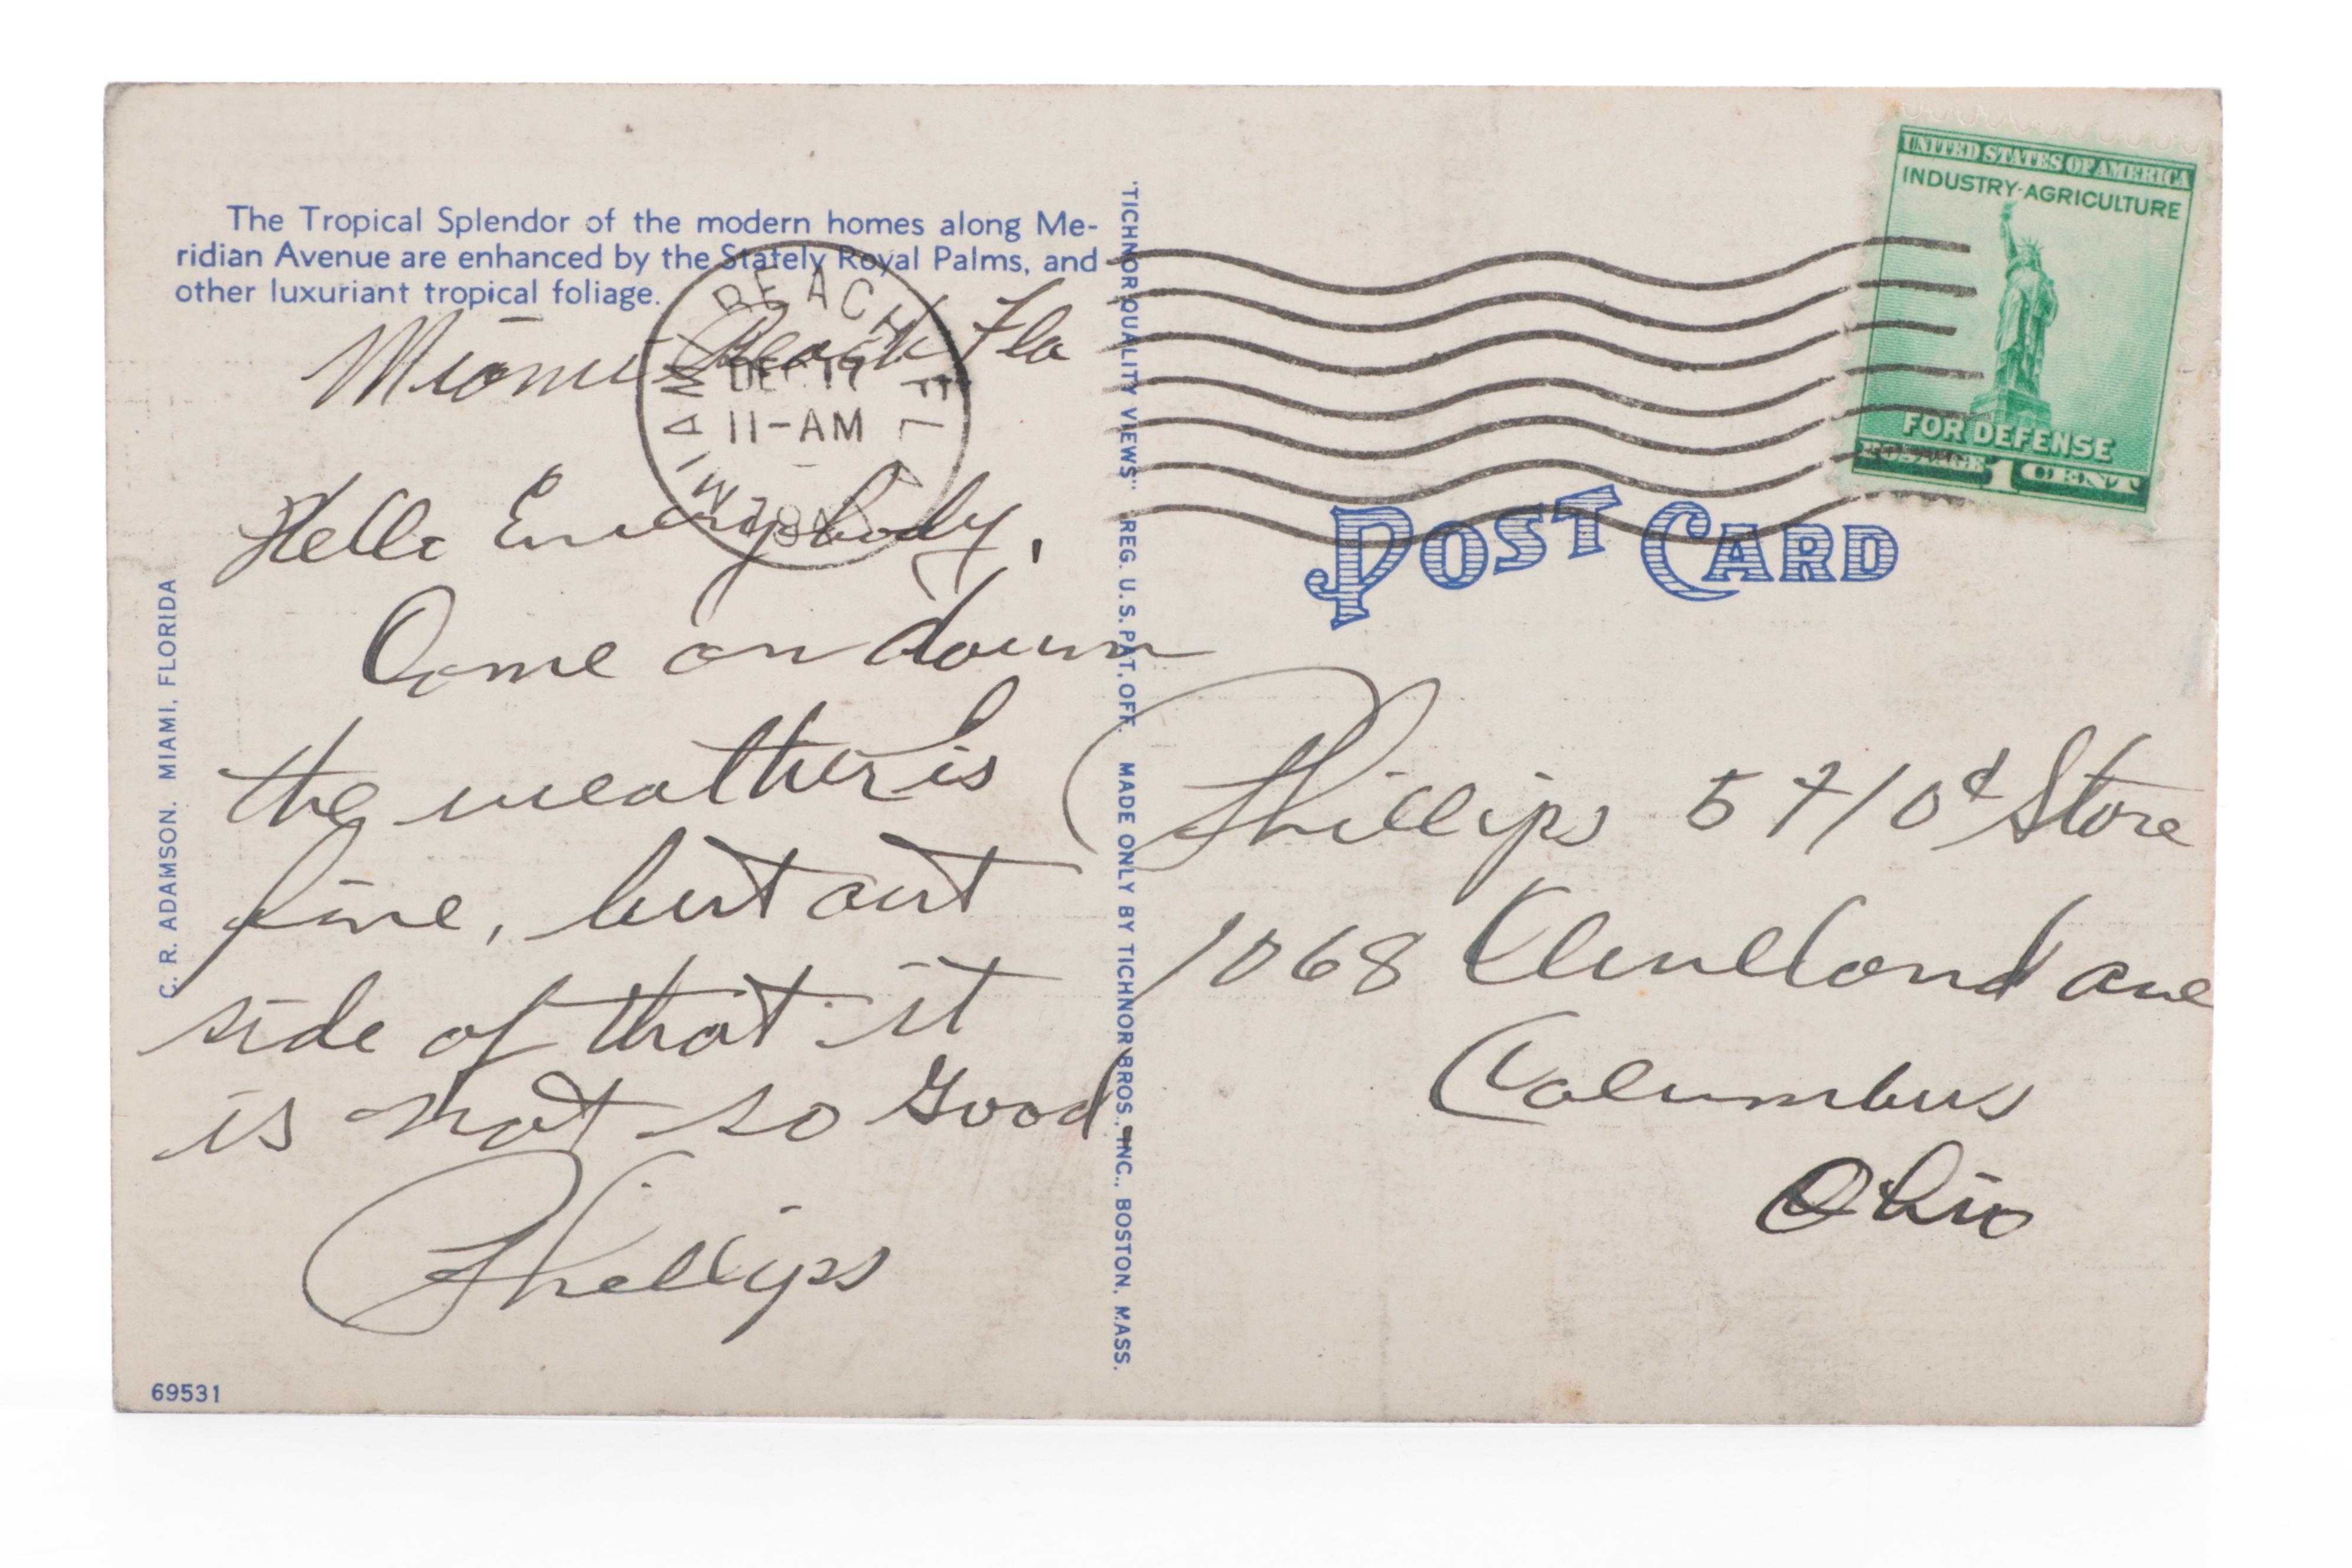 The Tropical Splendor of the modern homes along Me-
ridian Avenue are enhanced by the Stately Royal Palms, and
other luxuriant tropical foliage.
Miami Beach Fla
MIAMI BEACH FLA
DEC
11-AM
Hello Everybody,
Come on down
the weather is
fine, but out
side of that it
is not so Good
Phillips
C. R. ADAMSON. MIAMI, FLORIDA
69531
"TICHNOR QUALITY VIEWS" REG. U.S. PAT. OFF. MADE ONLY BY TICHNOR BROS., INC., BOSTON, MASS.
UNITED STATES OF AMERICA
INDUSTRY-AGRICULTURE
FOR DEFENSE
POSTAGE 1 CENT
POST CARD
Phillips 5 + 10¢ Store
1068 Cleveland ave
Columbus
Ohio